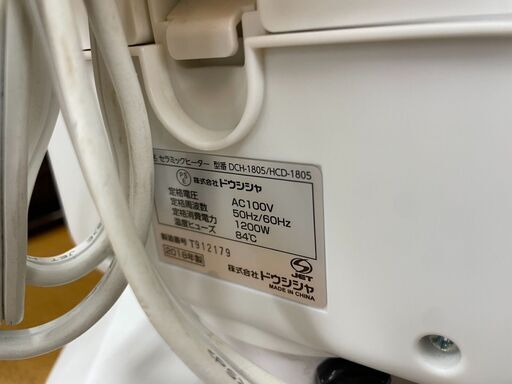 セラミックヒーター 型番 DCH-1805/HCD-1805
PS
E
株式会社ドウシシャ
定格電圧 AC100V
定格周波数 50Hz/60Hz
定格消費電力 1200W
温度ヒューズ 84℃
製造番号 T912179
2018年製
株式会社ドウシシャ
MADE IN CHINA
JET